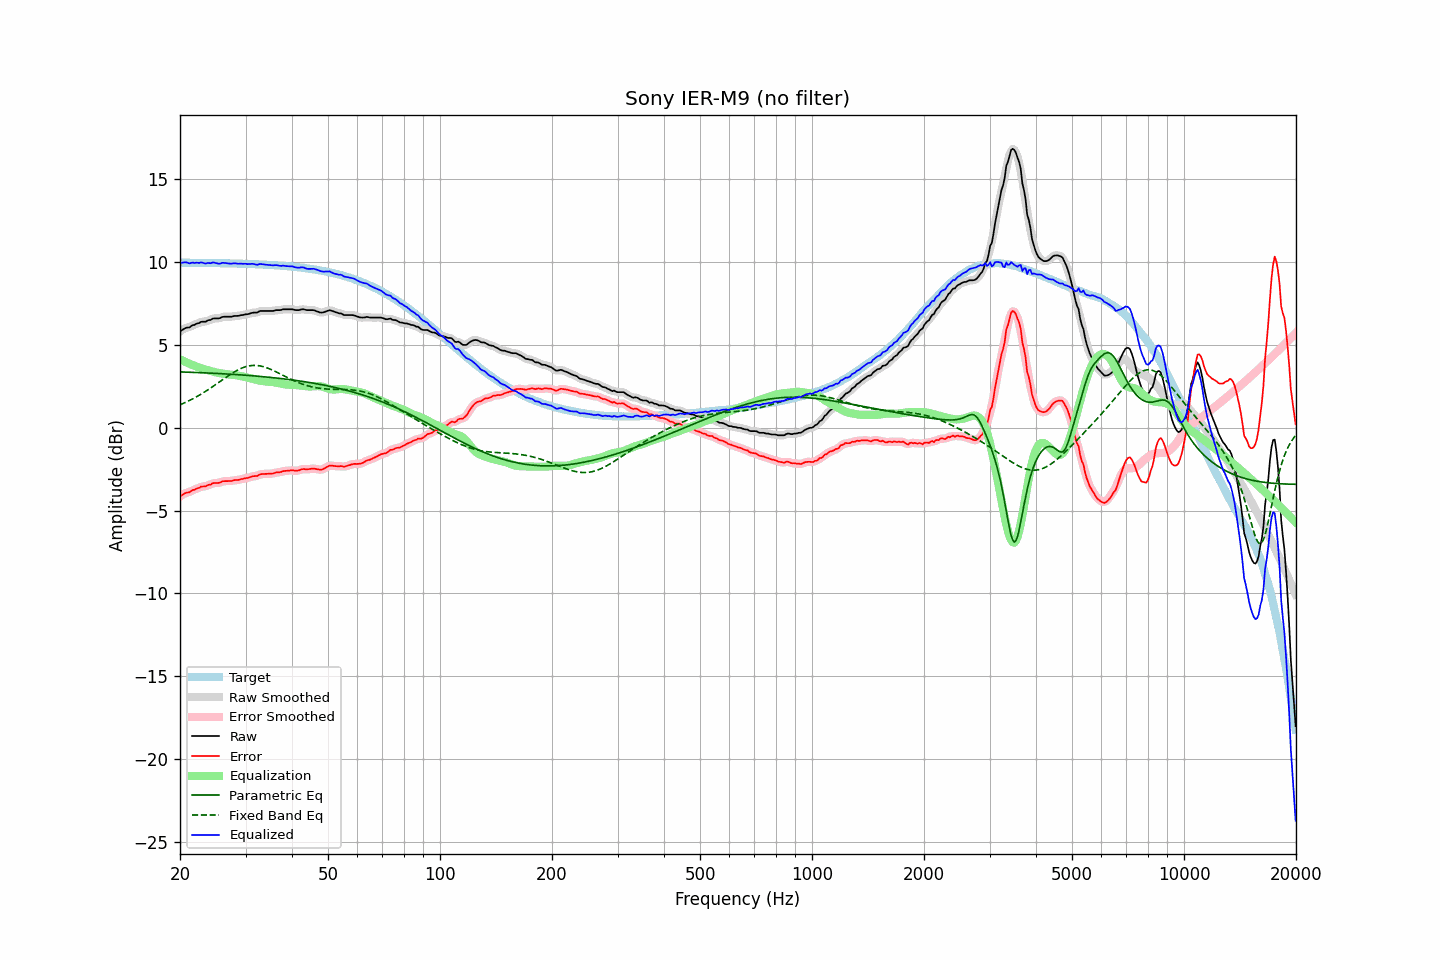 Sony IER-M9 (no filter)
Amplitude (dBr)
15
10
5
0
−5
−10
−15
−20
−25
Target
Raw Smoothed
Error Smoothed
Raw
Error
Equalization
Parametric Eq
Fixed Band Eq
Equalized
20 50 100 200 500 1000 2000 5000 10000 20000
Frequency (Hz)